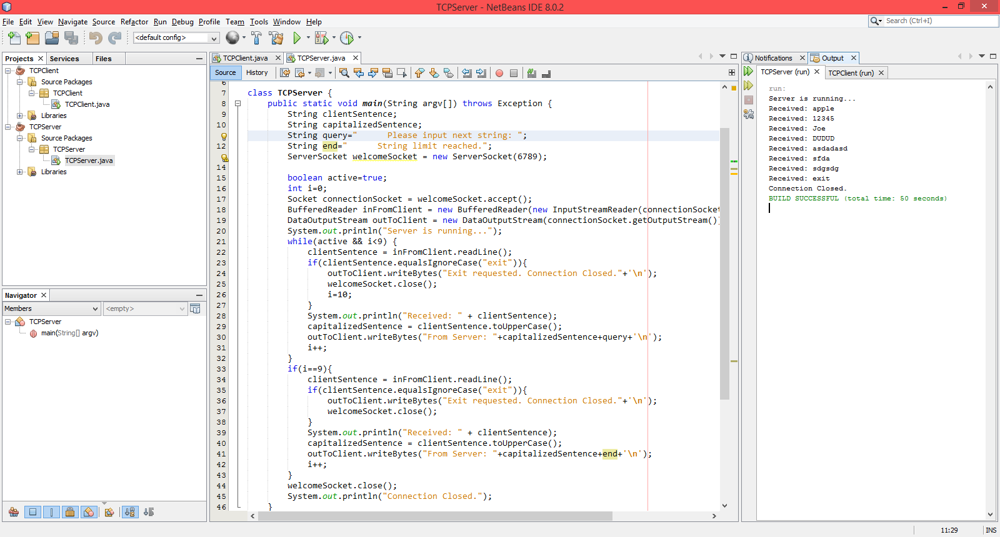 TCPServer - NetBeans IDE 8.0.2
File Edit View Navigate Source Refactor Run Debug Profile Team Tools Window Help
Search (Ctrl+I)
<default config>
Projects Services Files
TCPClient
Source Packages
TCPClient
TCPClient.java
Libraries
TCPServer
Source Packages
TCPServer
TCPServer.java
Libraries
Navigator
Members <empty>
TCPServer
main(String[] argv)
TCPClient.java TCPServer.java
Source History
6
7 class TCPServer {
8 public static void main(String argv[]) throws Exception {
9 String clientSentence;
10 String capitalizedSentence;
String query="      Please input next string: ";
12 String end="      String limit reached.";
ServerSocket welcomeSocket = new ServerSocket(6789);
14
15 boolean active=true;
16 int i=0;
17 Socket connectionSocket = welcomeSocket.accept();
18 BufferedReader inFromClient = new BufferedReader(new InputStreamReader(connectionSocket
19 DataOutputStream outToClient = new DataOutputStream(connectionSocket.getOutputStream())
20 System.out.println("Server is running...");
21 while(active && i<9) {
22 clientSentence = inFromClient.readLine();
23 if(clientSentence.equalsIgnoreCase("exit")){
24 outToClient.writeBytes("Exit requested. Connection Closed."+'\n');
25 welcomeSocket.close();
26 i=10;
27 }
28 System.out.println("Received: " + clientSentence);
29 capitalizedSentence = clientSentence.toUpperCase();
30 outToClient.writeBytes("From Server: "+capitalizedSentence+query+'\n');
31 i++;
32 }
33 if(i==9){
34 clientSentence = inFromClient.readLine();
35 if(clientSentence.equalsIgnoreCase("exit")){
36 outToClient.writeBytes("Exit requested. Connection Closed."+'\n');
37 welcomeSocket.close();
38 }
39 System.out.println("Received: " + clientSentence);
40 capitalizedSentence = clientSentence.toUpperCase();
41 outToClient.writeBytes("From Server: "+capitalizedSentence+end+'\n');
42 i++;
43 }
44 welcomeSocket.close();
45 System.out.println("Connection Closed.");
46 }
Notifications Output
TCPServer (run) TCPClient (run)
run:
Server is running...
Received: apple
Received: 12345
Received: Joe
Received: DUDUD
Received: asdadasd
Received: sfda
Received: sdgsdg
Received: exit
Connection Closed.
BUILD SUCCESSFUL (total time: 50 seconds)
11:29 INS